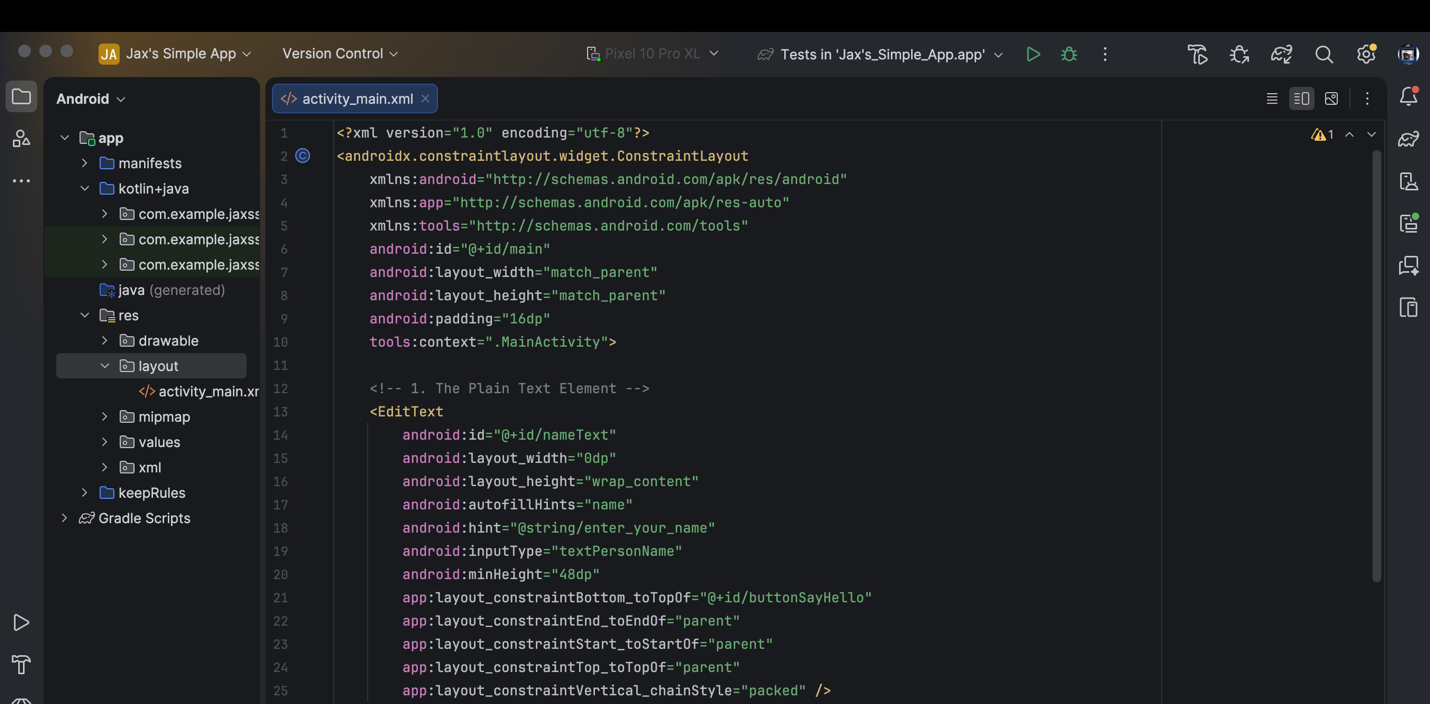 JA Jax's Simple App Version Control Pixel 10 Pro XL Tests in 'Jax's_Simple_App.app'
Android
app
manifests
kotlin+java
com.example.jaxss
com.example.jaxss
com.example.jaxss
java (generated)
res
drawable
layout
activity_main.xr
mipmap
values
xml
keepRules
Gradle Scripts
activity_main.xml
1
1 <?xml version="1.0" encoding="utf-8"?>
2 <androidx.constraintlayout.widget.ConstraintLayout
3 xmlns:android="http://schemas.android.com/apk/res/android"
4 xmlns:app="http://schemas.android.com/apk/res-auto"
5 xmlns:tools="http://schemas.android.com/tools"
6 android:id="@+id/main"
7 android:layout_width="match_parent"
8 android:layout_height="match_parent"
9 android:padding="16dp"
10 tools:context=".MainActivity">
11
12 <!-- 1. The Plain Text Element -->
13 <EditText
14 android:id="@+id/nameText"
15 android:layout_width="0dp"
16 android:layout_height="wrap_content"
17 android:autofillHints="name"
18 android:hint="@string/enter_your_name"
19 android:inputType="textPersonName"
20 android:minHeight="48dp"
21 app:layout_constraintBottom_toTopOf="@+id/buttonSayHello"
22 app:layout_constraintEnd_toEndOf="parent"
23 app:layout_constraintStart_toStartOf="parent"
24 app:layout_constraintTop_toTopOf="parent"
25 app:layout_constraintVertical_chainStyle="packed" />